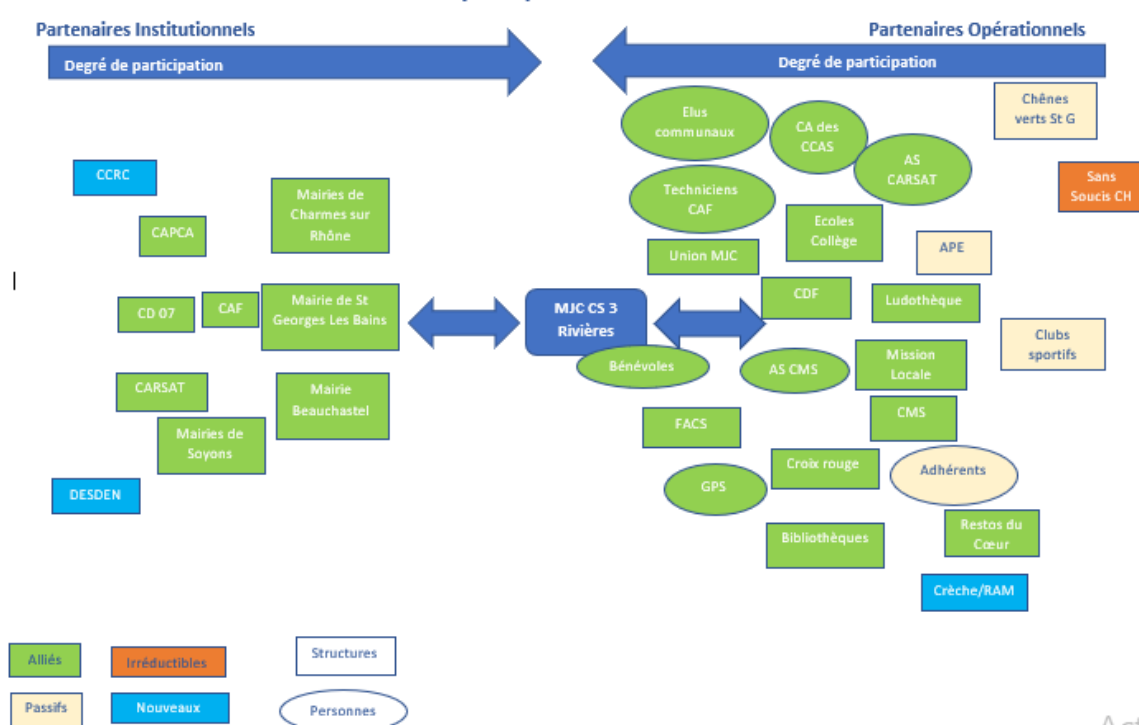 Partenaires Institutionnels
Partenaires Opérationnels
Degré de participation
Degré de participation
Elus
communaux
CA des
CCAS
Chênes
verts St G
AS
CARSAT
Sans
Soucis CH
CCRC
Mairies de
Charmes sur
Rhône
Techniciens
CAF
Ecoles
Collège
CAPCA
Union MJC
APE
CD 07
CAF
Mairie de St
Georges Les Bains
MJC CS 3
Rivières
CDF
Ludothèque
Clubs
sportifs
Bénévoles
AS CMS
Mission
Locale
CARSAT
Mairie
Beauchastel
CMS
Mairies de
Soyons
FACS
Croix rouge
Adhérents
DESDEN
GPS
Restos du
Cœur
Bibliothèques
Crèche/RAM
Alliés
Irréductibles
Structures
Passifs
Nouveaux
Personnes